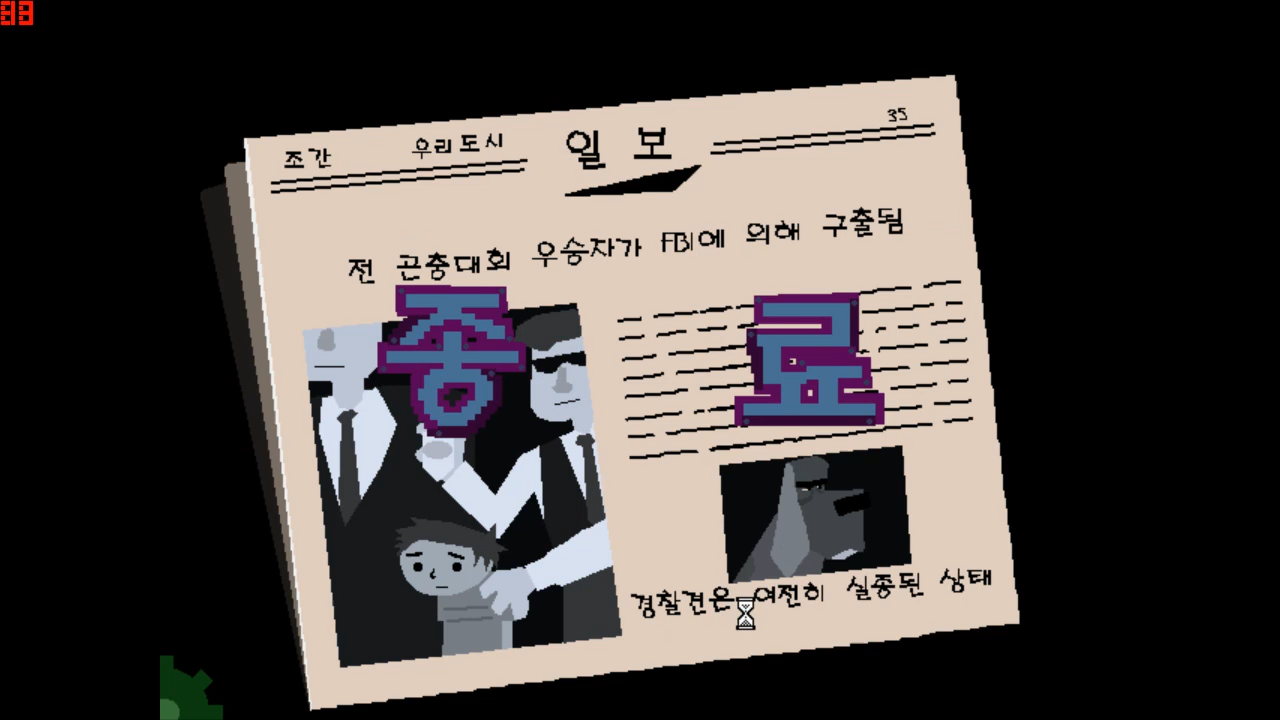 조간 우리도시 일보 35
전 곤충대회 우승자가 FBI에 의해 구출됨
종료
경찰견은 여전히 실종된 상태